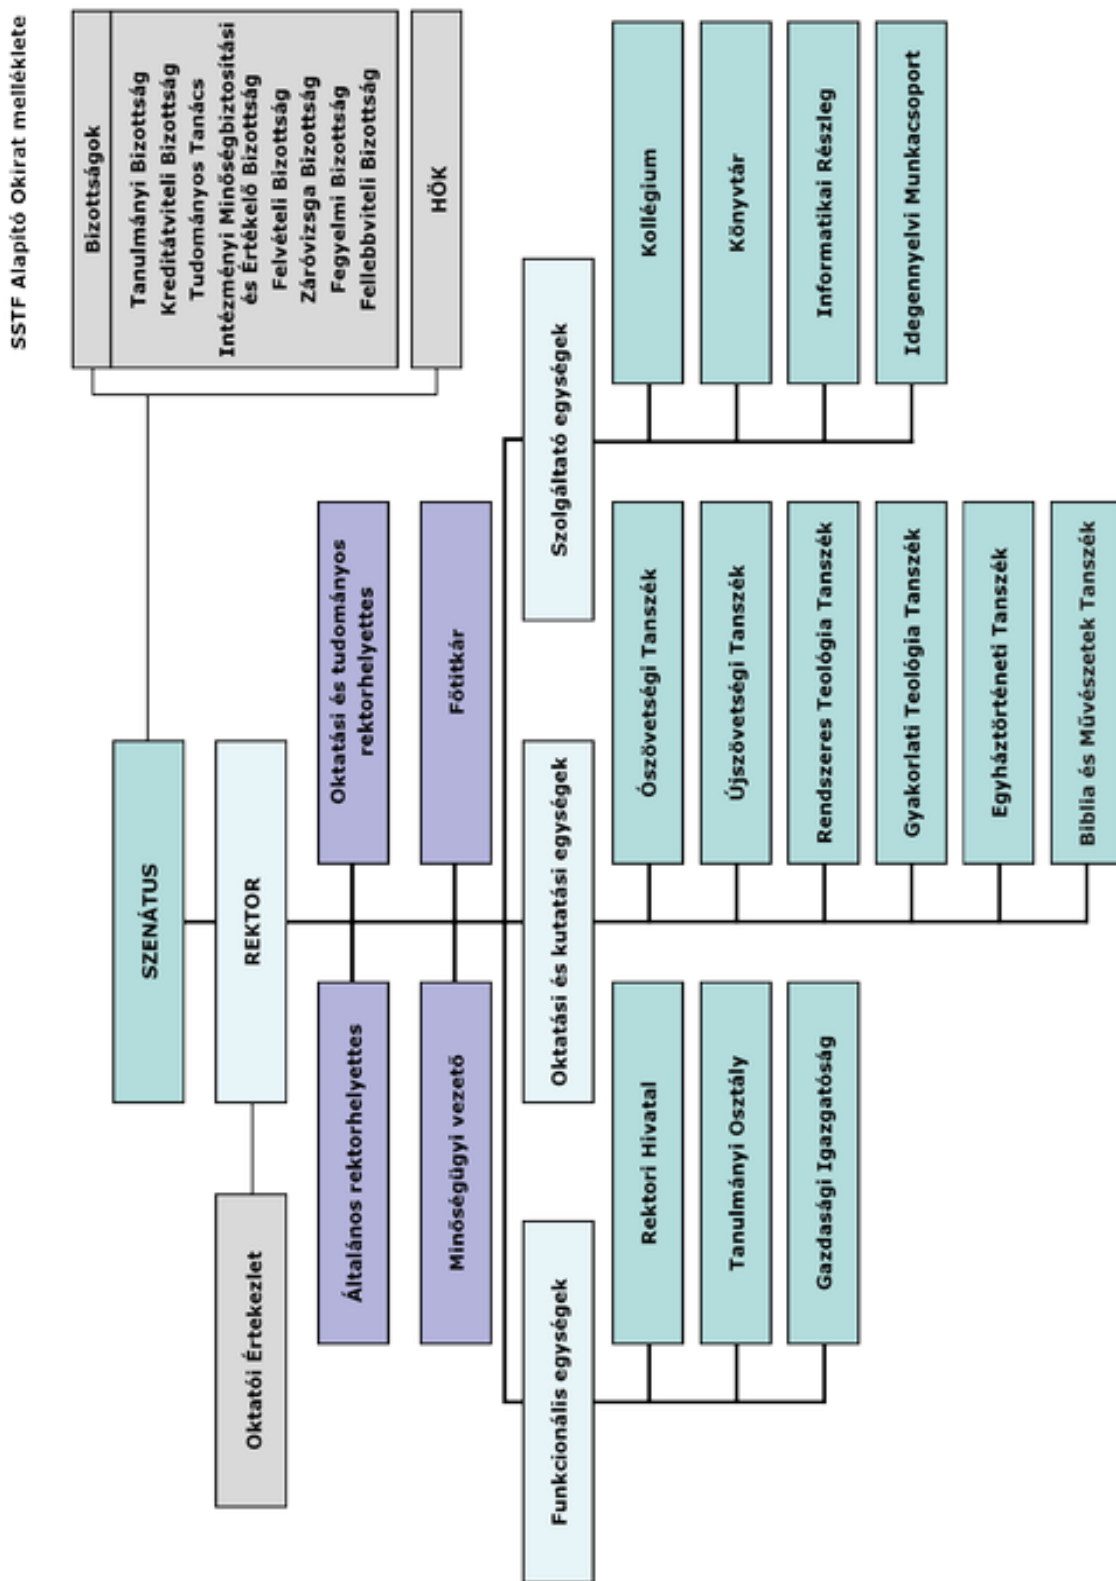 SSTF Alapító Okirat melléklete
Bizottságok
Tanulmányi Bizottság
Kreditátviteli Bizottság
Tudományos Tanács
Intézményi Minőségbiztosítási
és Értékelő Bizottság
Felvételi Bizottság
Záróvizsga Bizottság
Fegyelmi Bizottság
Fellebbviteli Bizottság
HÖK
SZENÁTUS
Oktatói Értekezlet
REKTOR
Általános rektorhelyettes
Oktatási és tudományos
rektorhelyettes
Minőségügyi vezető
Főtitkár
Funkcionális egységek
Oktatási és kutatási egységek
Szolgáltató egységek
Rektori Hivatal
Tanulmányi Osztály
Gazdasági Igazgatóság
Ószövetségi Tanszék
Újszövetségi Tanszék
Rendszeres Teológia Tanszék
Gyakorlati Teológia Tanszék
Egyháztörténeti Tanszék
Biblia és Művészetek Tanszék
Kollégium
Könyvtár
Informatikai Részleg
Idegennyelvi Munkacsoport